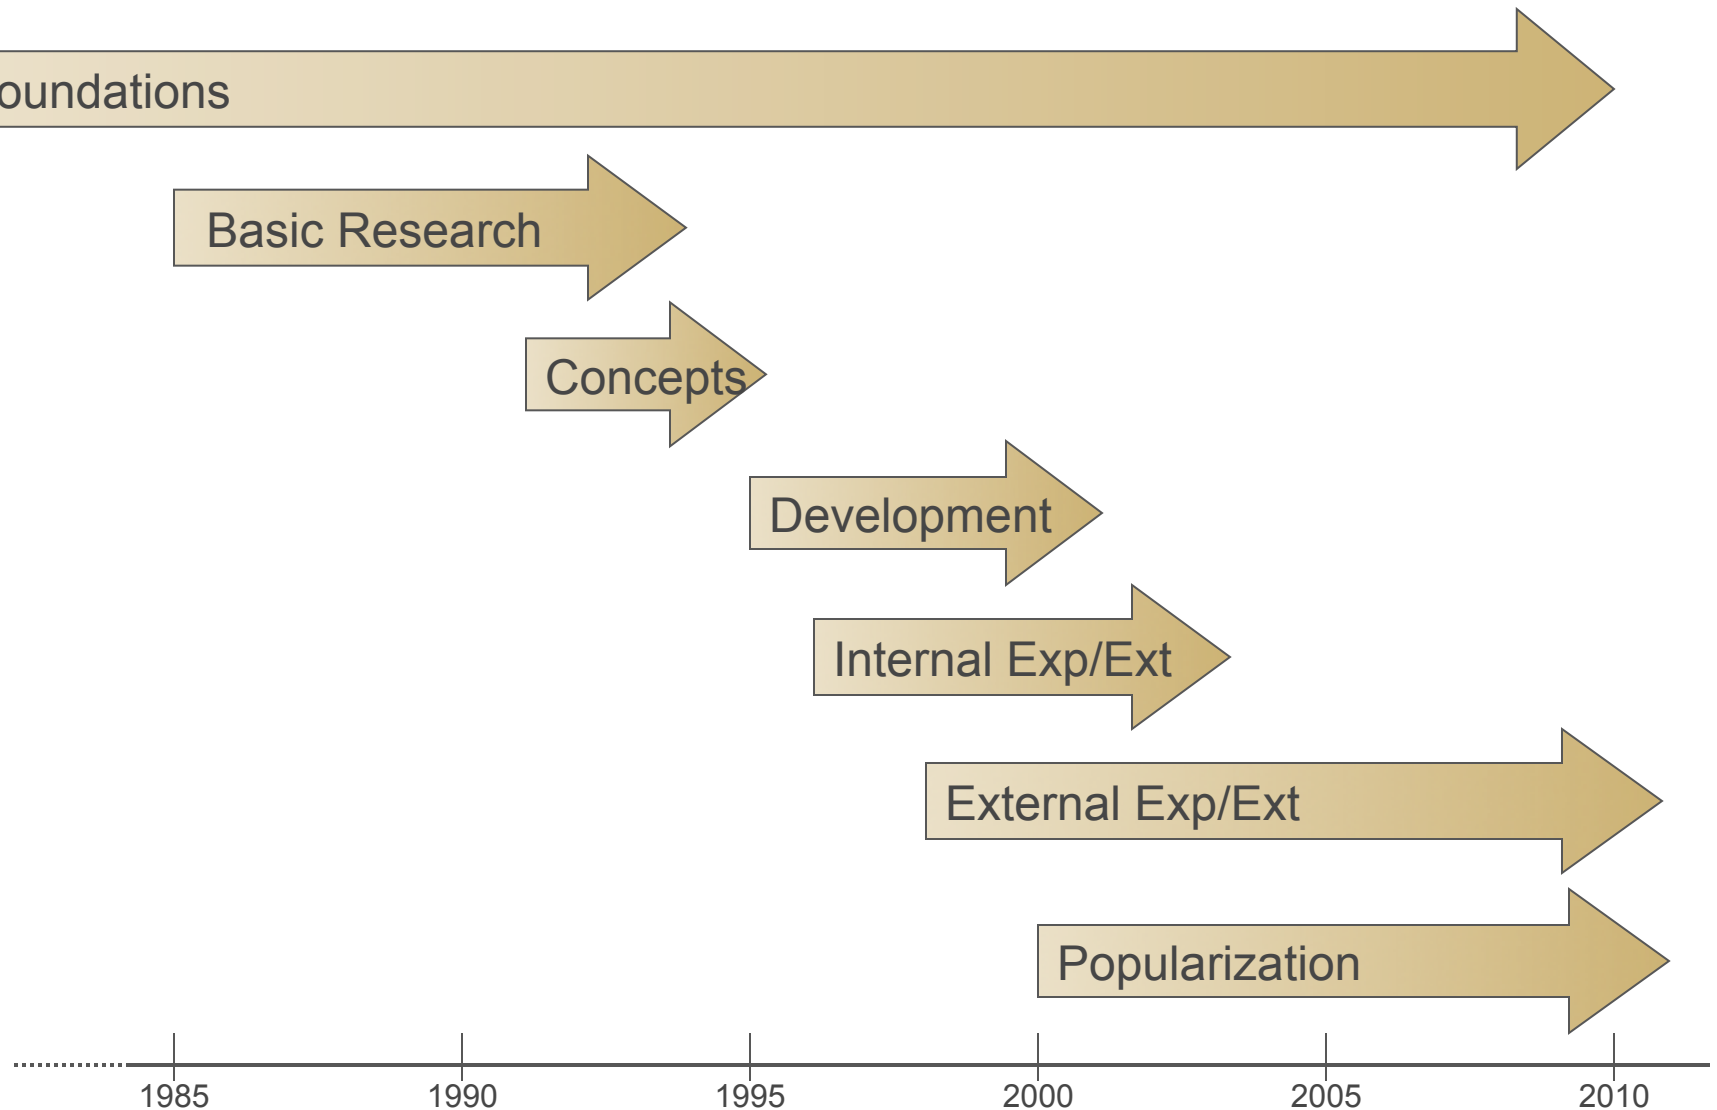 oundations
Basic Research
Concepts
Development
Internal Exp/Ext
External Exp/Ext
Popularization
1985 1990 1995 2000 2005 2010